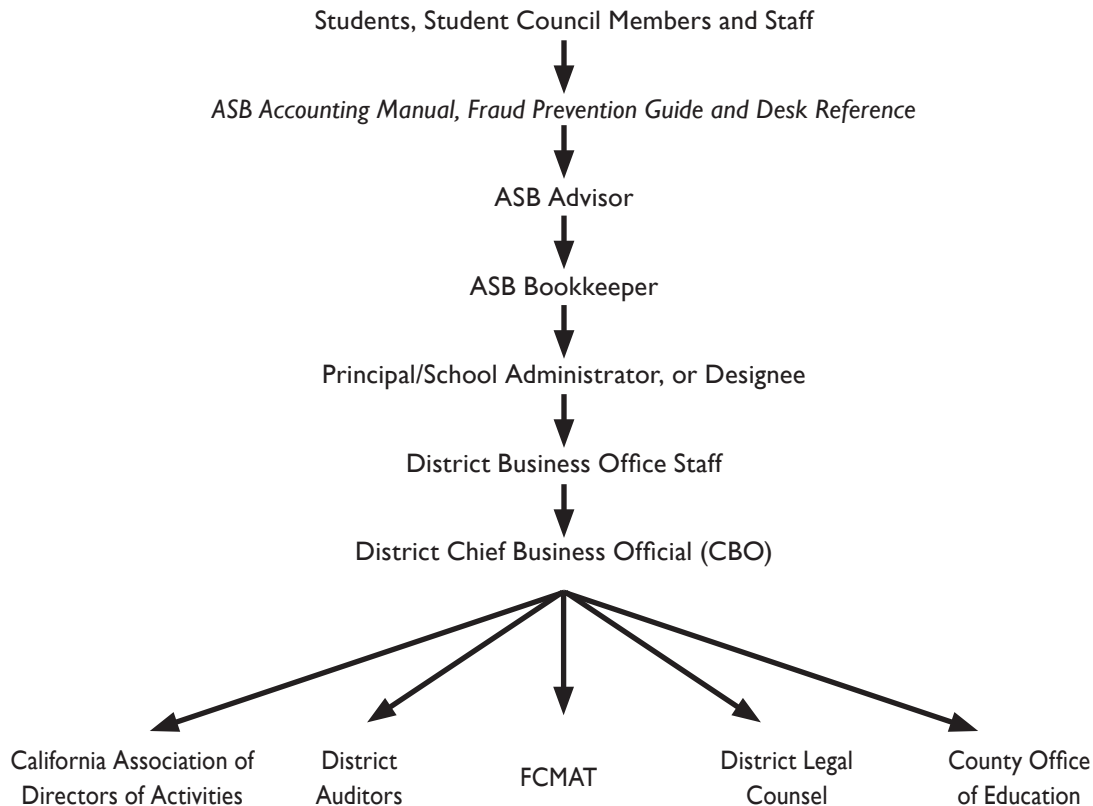 Students, Student Council Members and Staff
ASB Accounting Manual, Fraud Prevention Guide and Desk Reference
ASB Advisor
ASB Bookkeeper
Principal/School Administrator, or Designee
District Business Office Staff
District Chief Business Official (CBO)
California Association of
Directors of Activities
District
Auditors
FCMAT
District Legal
Counsel
County Office
of Education